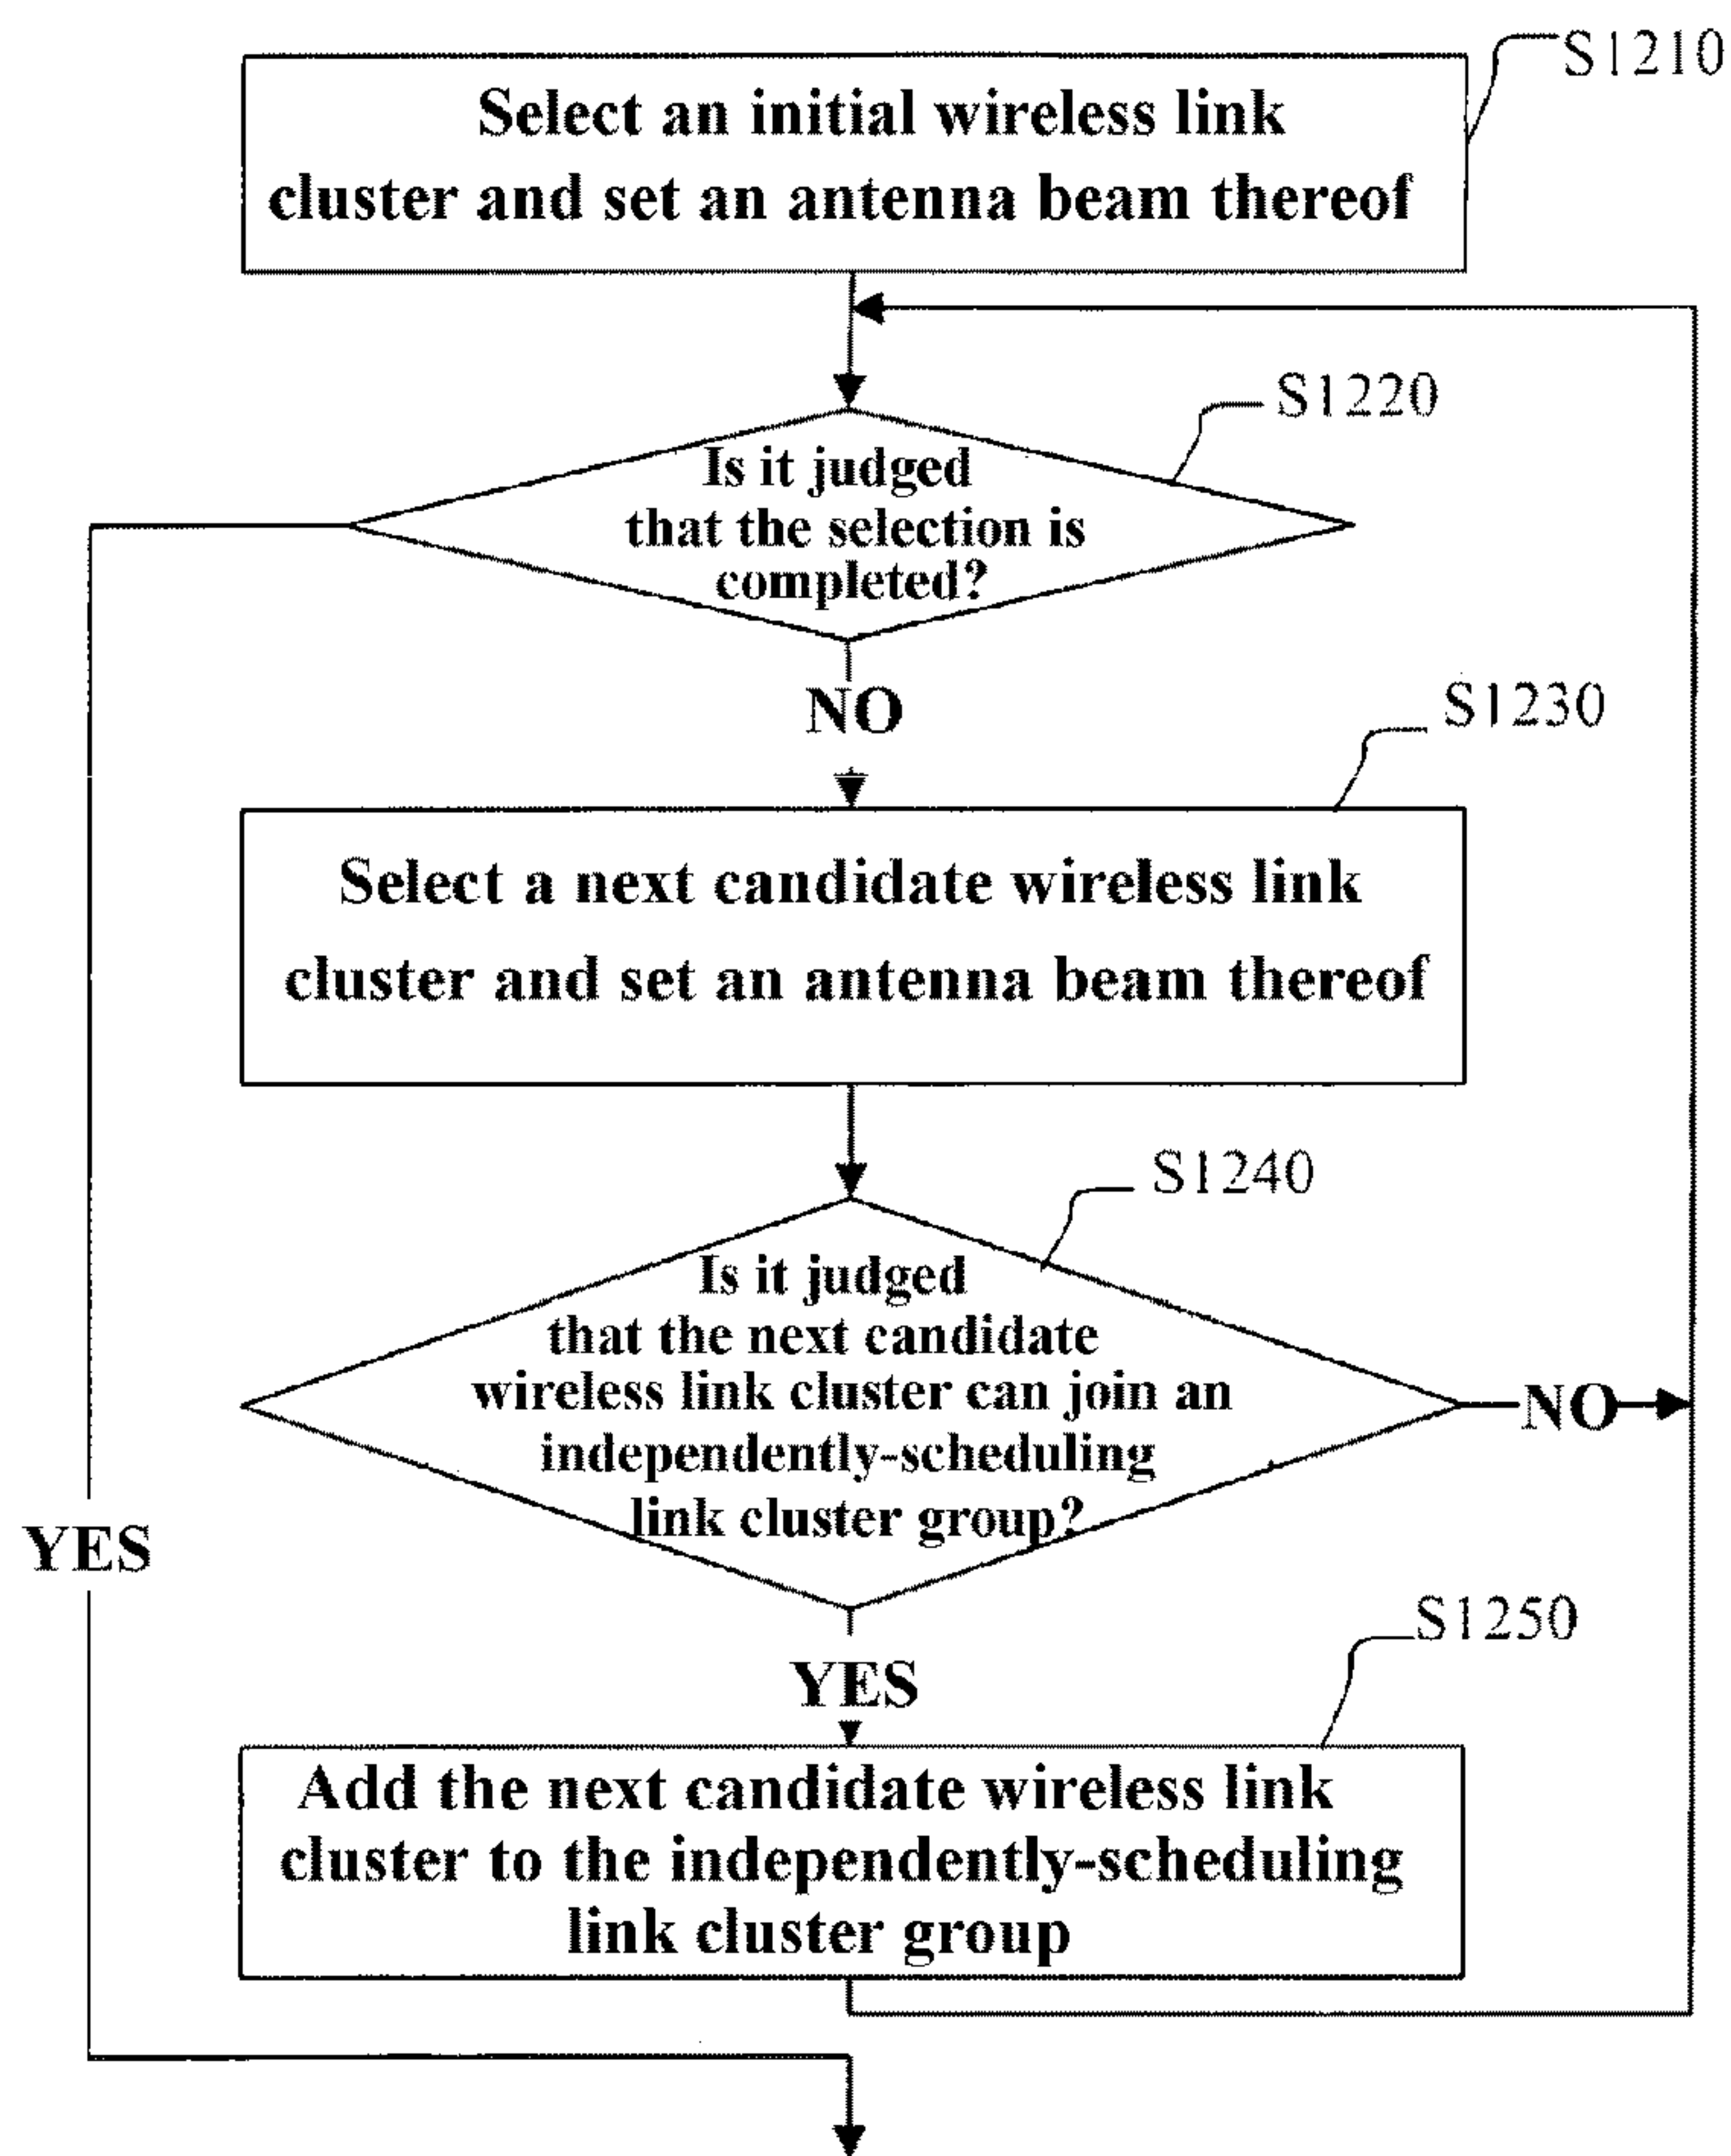 S1210
Select an initial wireless link
cluster and set an antenna beam thereof
S1220
Is it judged
that the selection is
completed?
NO
S1230
Select a next candidate wireless link
cluster and set an antenna beam thereof
S1240
Is it judged
that the next candidate
wireless link cluster can join an
independently-scheduling
link cluster group?
NO
YES
YES
S1250
Add the next candidate wireless link
cluster to the independently-scheduling
link cluster group